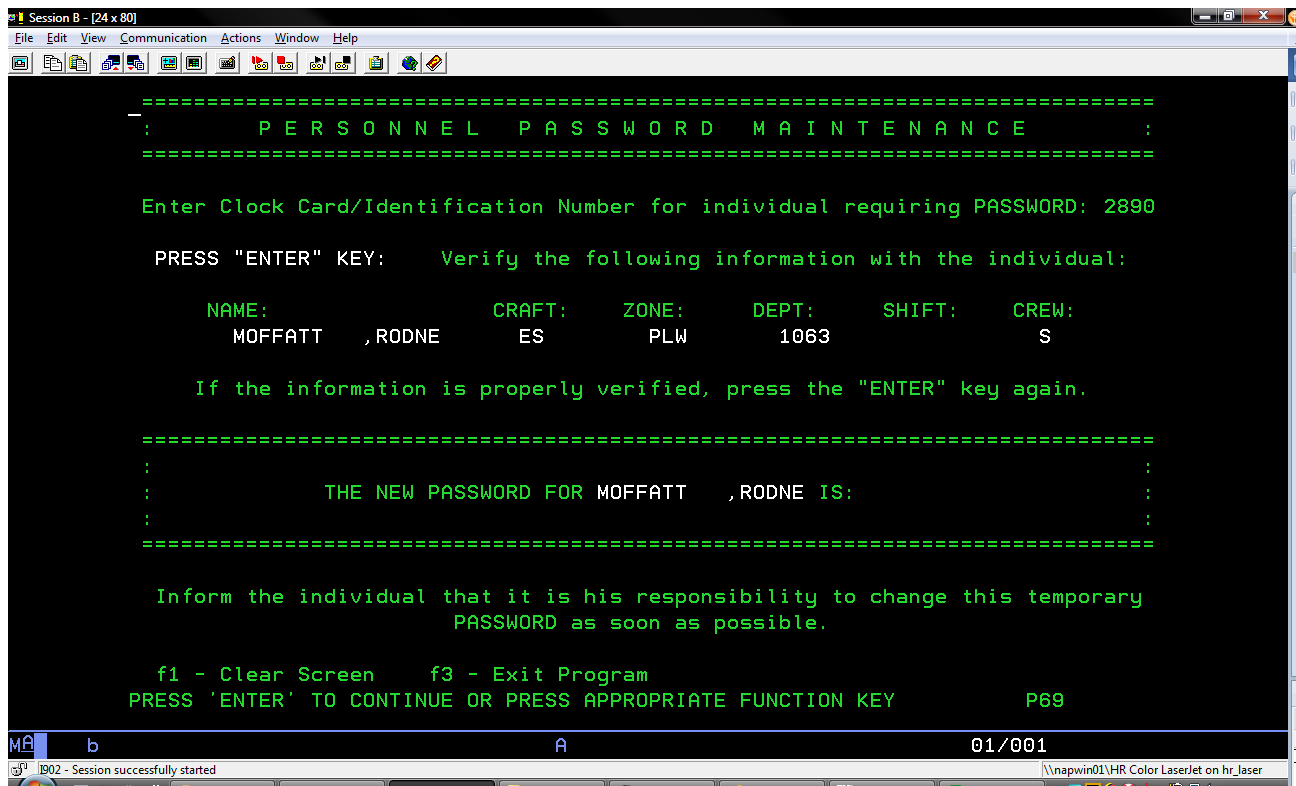 Session B - [24 x 80]
File Edit View Communication Actions Window Help
==============================================================================
: P E R S O N N E L P A S S W O R D M A I N T E N A N C E :
==============================================================================
Enter Clock Card/Identification Number for individual requiring PASSWORD: 2890
PRESS "ENTER" KEY: Verify the following information with the individual:
NAME: CRAFT: ZONE: DEPT: SHIFT: CREW:
MOFFATT ,RODNE ES PLW 1063 S
If the information is properly verified, press the "ENTER" key again.
==============================================================================
: :
: THE NEW PASSWORD FOR MOFFATT ,RODNE IS: :
: :
==============================================================================
Inform the individual that it is his responsibility to change this temporary
PASSWORD as soon as possible.
f1 - Clear Screen f3 - Exit Program
PRESS 'ENTER' TO CONTINUE OR PRESS APPROPRIATE FUNCTION KEY P69
MA b A 01/001
I902 - Session successfully started \\napwin01\HR Color LaserJet on hr_laser